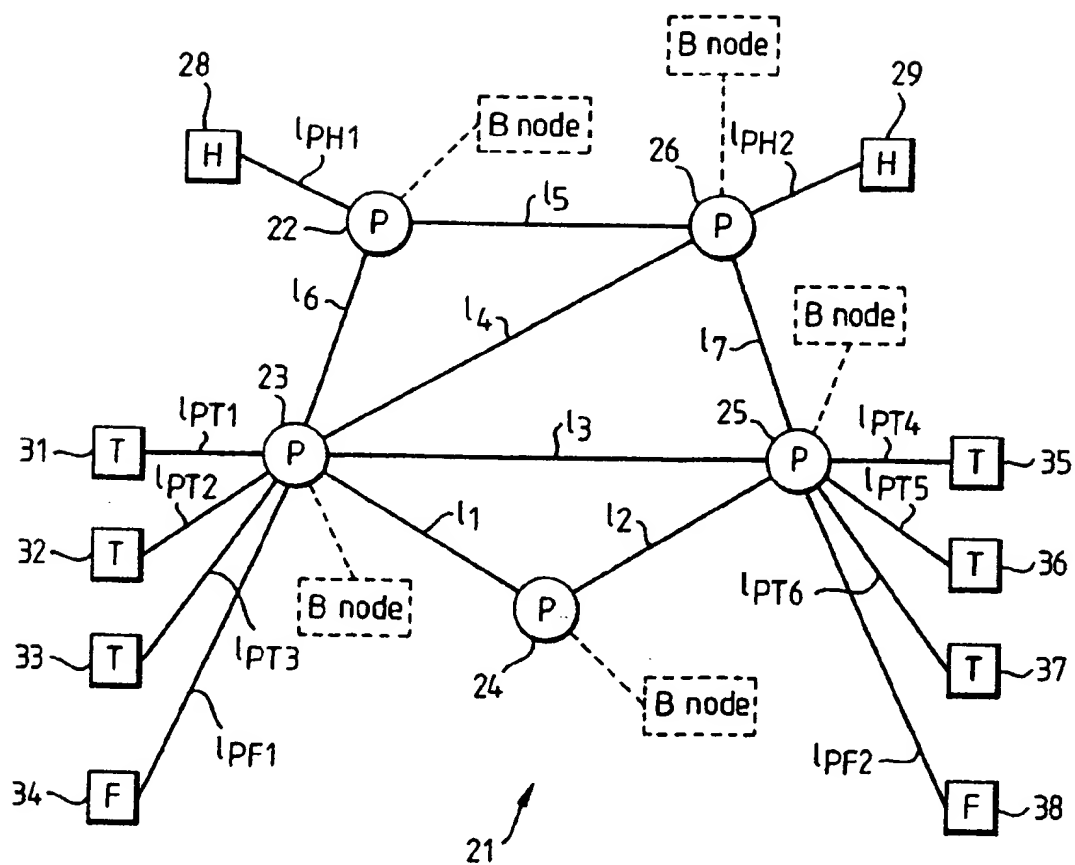 B node
28
29
B node
H
lPH1
26
lPH2
H
22
P
l5
P
l6
l4
B node
l7
23
25
31
T
lPT1
P
l3
P
lPT4
T
35
lPT2
lPT5
32
T
l1
l2
T
36
B node
P
lPT6
33
T
lPT3
24
T
37
B node
lPF1
lPF2
34
F
F
38
21